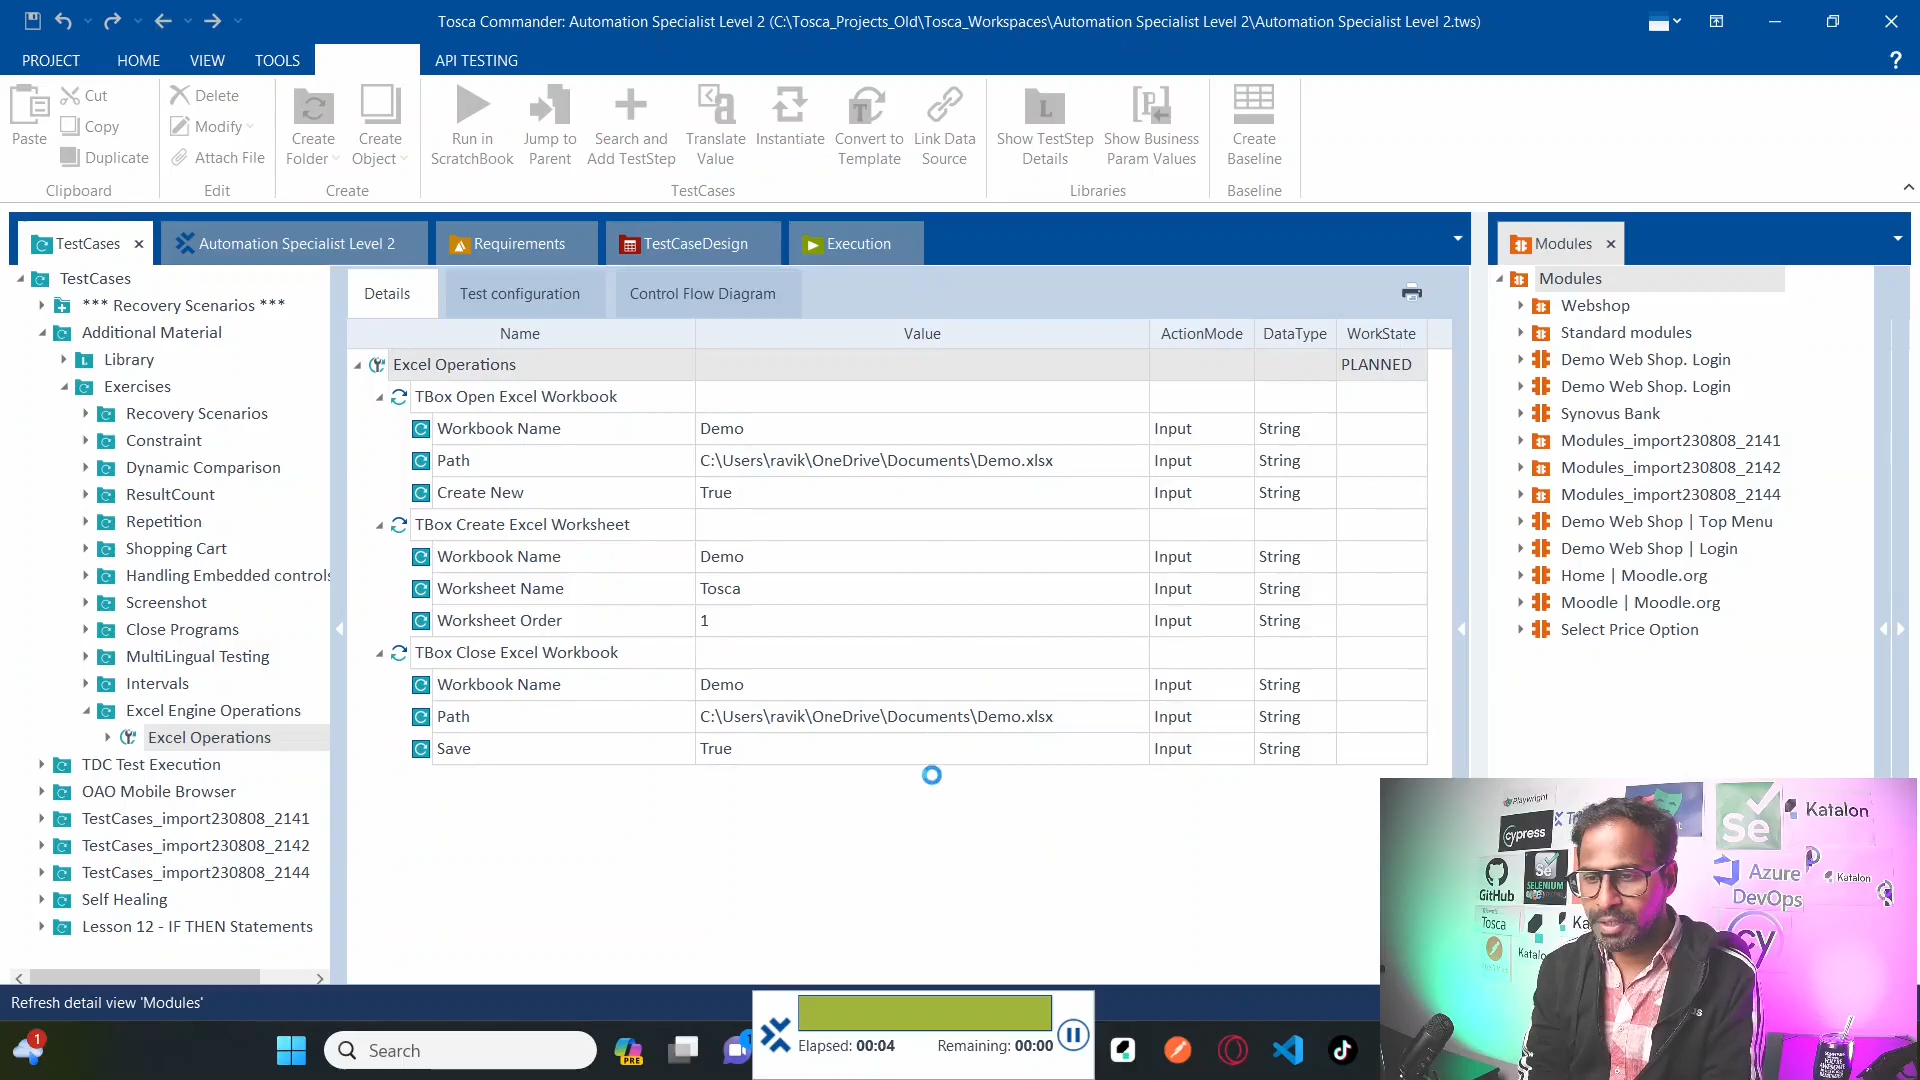 Tosca Commander: Automation Specialist Level 2 (C:\Tosca_Projects_Old\Tosca_Workspaces\Automation Specialist Level 2\Automation Specialist Level 2.tws)
PROJECT HOME VIEW TOOLS API TESTING ?
Paste Cut Copy Duplicate
Clipboard
Delete Modify Attach File
Edit
Create Folder Create Object
Create
Run in ScratchBook Jump to Parent Search and Add TestStep Translate Value Instantiate Convert to Template Link Data Source
TestCases
Show TestStep Details Show Business Param Values
Libraries
Create Baseline
Baseline
TestCases Automation Specialist Level 2 Requirements TestCaseDesign Execution
TestCases
*** Recovery Scenarios ***
Additional Material
Library
Exercises
Recovery Scenarios
Constraint
Dynamic Comparison
ResultCount
Repetition
Shopping Cart
Handling Embedded controls
Screenshot
Close Programs
MultiLingual Testing
Intervals
Excel Engine Operations
Excel Operations
TDC Test Execution
OAO Mobile Browser
TestCases_import230808_2141
TestCases_import230808_2142
TestCases_import230808_2144
Self Healing
Lesson 12 - IF THEN Statements
Details Test configuration Control Flow Diagram
Name Value ActionMode DataType WorkState
Excel Operations PLANNED
TBox Open Excel Workbook
Workbook Name Demo Input String
Path C:\Users\ravik\OneDrive\Documents\Demo.xlsx Input String
Create New True Input String
TBox Create Excel Worksheet
Workbook Name Demo Input String
Worksheet Name Tosca Input String
Worksheet Order 1 Input String
TBox Close Excel Workbook
Workbook Name Demo Input String
Path C:\Users\ravik\OneDrive\Documents\Demo.xlsx Input String
Save True Input String
Modules
Modules
Webshop
Standard modules
Demo Web Shop. Login
Demo Web Shop. Login
Synovus Bank
Modules_import230808_2141
Modules_import230808_2142
Modules_import230808_2144
Demo Web Shop | Top Menu
Demo Web Shop | Login
Home | Moodle.org
Moodle | Moodle.org
Select Price Option
Playwright
cypress
Se
Katalon
GitHub
Se
SELENIUM
Azure
DevOps
Katalon
Tosca
Katalon
cy
Refresh detail view 'Modules'
1
Search
PRE
Elapsed: 00:04 Remaining: 00:00